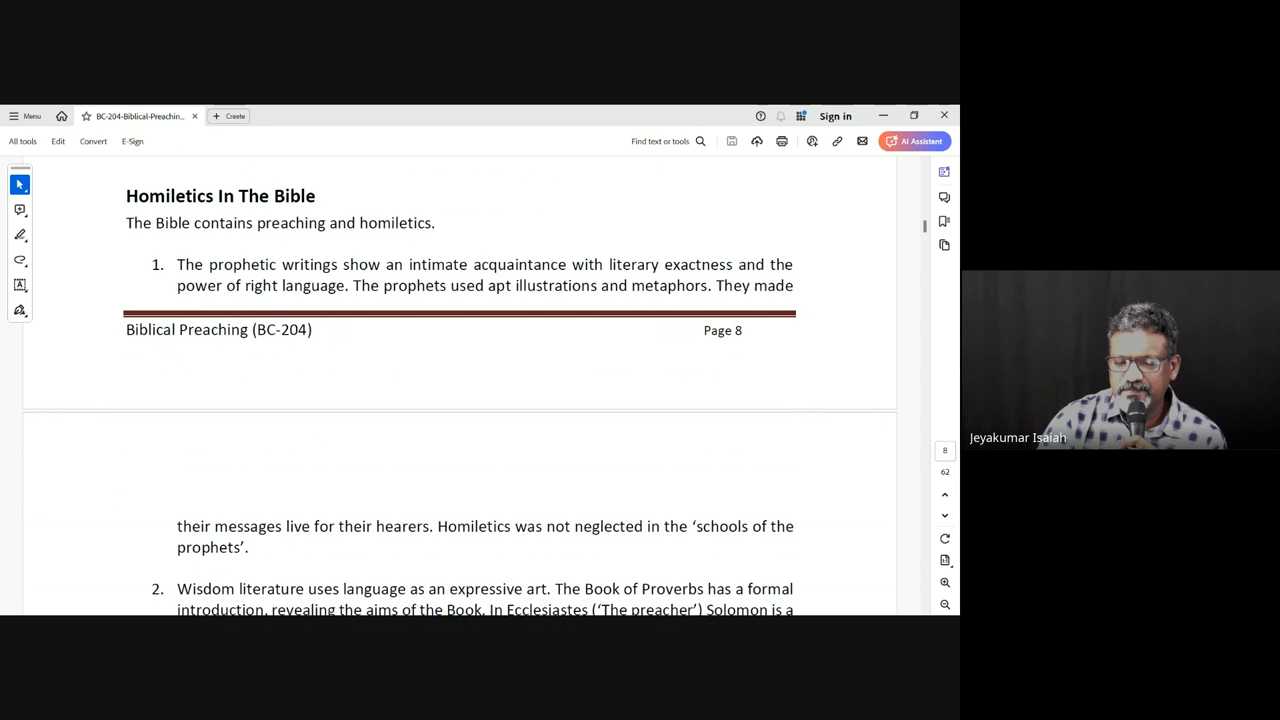 Menu
BC-204-Biblical-Preachin...
Create
Sign in
All tools
Edit
Convert
E-Sign
Find text or tools
AI Assistant
Homiletics In The Bible
The Bible contains preaching and homiletics.
1. The prophetic writings show an intimate acquaintance with literary exactness and the
power of right language. The prophets used apt illustrations and metaphors. They made
Biblical Preaching (BC-204)
Page 8
their messages live for their hearers. Homiletics was not neglected in the ‘schools of the
prophets’.
2. Wisdom literature uses language as an expressive art. The Book of Proverbs has a formal
introduction, revealing the aims of the Book. In Ecclesiastes (‘The preacher’) Solomon is a
8
62
Jeyakumar Isaiah